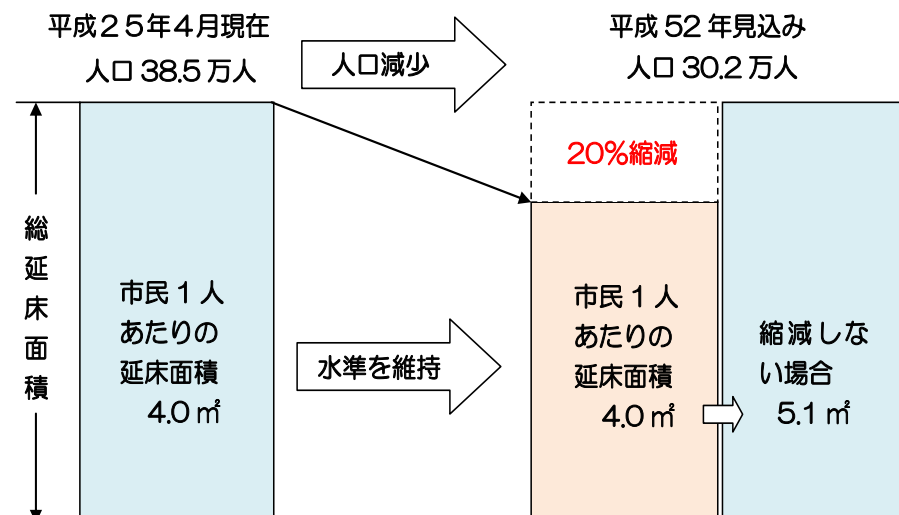 平成２５年４月現在
人口 38.5 万人
人口減少
平成 52 年見込み
人口 30.2 万人
20％縮減
総延床面積
市民 1 人
あたりの
延床面積
4.0 ㎡
水準を維持
市民 1 人
あたりの
延床面積
4.0 ㎡
縮減しな
い場合
5.1 ㎡